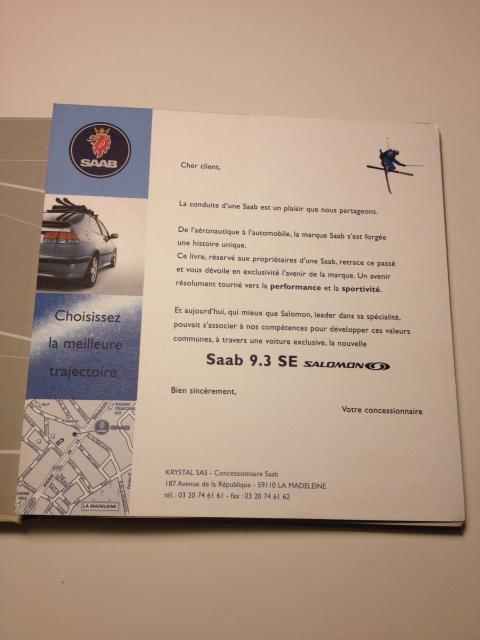 SAAB
Choisissez
la meilleure
trajectoire
SAAB
LA MADELEINE
Cher client,
La conduite d'une Saab est un plaisir que nous partageons.
De l'aéronautique à l'automobile, la marque Saab s'est forgée
une histoire unique.
Ce livre, réservé aux propriétaires d'une Saab, retrace ce passé
et vous dévoile en exclusivité l'avenir de la marque. Un avenir
résolument tourné vers la performance et la sportivité.
Et aujourd'hui, qui mieux que Salomon, leader dans sa spécialité,
pouvait s'associer à nos compétences pour développer ces valeurs
communes, à travers une voiture exclusive, la nouvelle
Saab 9.3 SE SALOMON
Bien sincèrement,
Votre concessionnaire
KRYSTAL SAS - Concessionnaire Saab
187 Avenue de la République - 59110 LA MADELEINE
tél : 03 20 74 61 61 - fax : 03 20 74 61 62